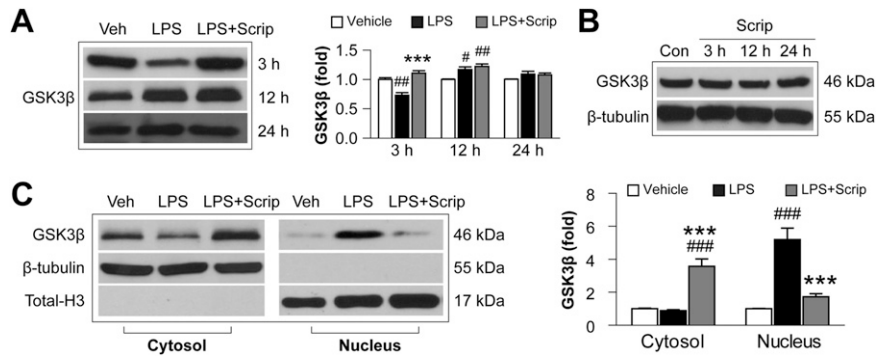 A
Veh LPS LPS+Scrip
GSK3β
3 h
12 h
24 h
Vehicle LPS LPS+Scrip
GSK3β (fold)
1.5
1.0
0.5
0.0
## *** # ##
3 h 12 h 24 h
B
Scrip
Con 3 h 12 h 24 h
GSK3β 46 kDa
β-tubulin 55 kDa
C
Veh LPS LPS+Scrip Veh LPS LPS+Scrip
GSK3β 46 kDa
β-tubulin 55 kDa
Total-H3 17 kDa
Cytosol Nucleus
Vehicle LPS LPS+Scrip
GSK3β (fold)
8
6
4
2
0
***
### ### ***
Cytosol Nucleus